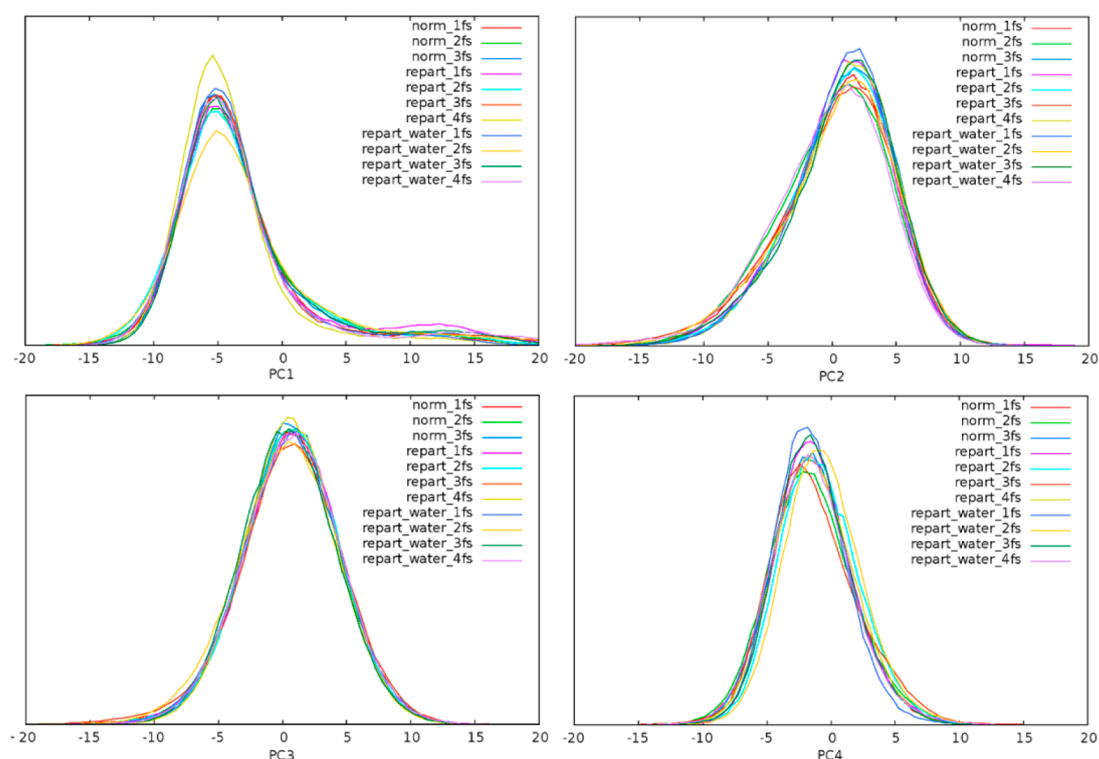 norm_1fs
norm_2fs
norm_3fs
repart_1fs
repart_2fs
repart_3fs
repart_4fs
repart_water_1fs
repart_water_2fs
repart_water_3fs
repart_water_4fs
-20 -15 -10 -5 0 5 10 15 20
PC1
norm_1fs
norm_2fs
norm_3fs
repart_1fs
repart_2fs
repart_3fs
repart_4fs
repart_water_1fs
repart_water_2fs
repart_water_3fs
repart_water_4fs
-20 -15 -10 -5 0 5 10 15 20
PC2
norm_1fs
norm_2fs
norm_3fs
repart_1fs
repart_2fs
repart_3fs
repart_4fs
repart_water_1fs
repart_water_2fs
repart_water_3fs
repart_water_4fs
-20 -15 -10 -5 0 5 10 15 20
PC3
norm_1fs
norm_2fs
norm_3fs
repart_1fs
repart_2fs
repart_3fs
repart_4fs
repart_water_1fs
repart_water_2fs
repart_water_3fs
repart_water_4fs
-20 -15 -10 -5 0 5 10 15 20
PC4